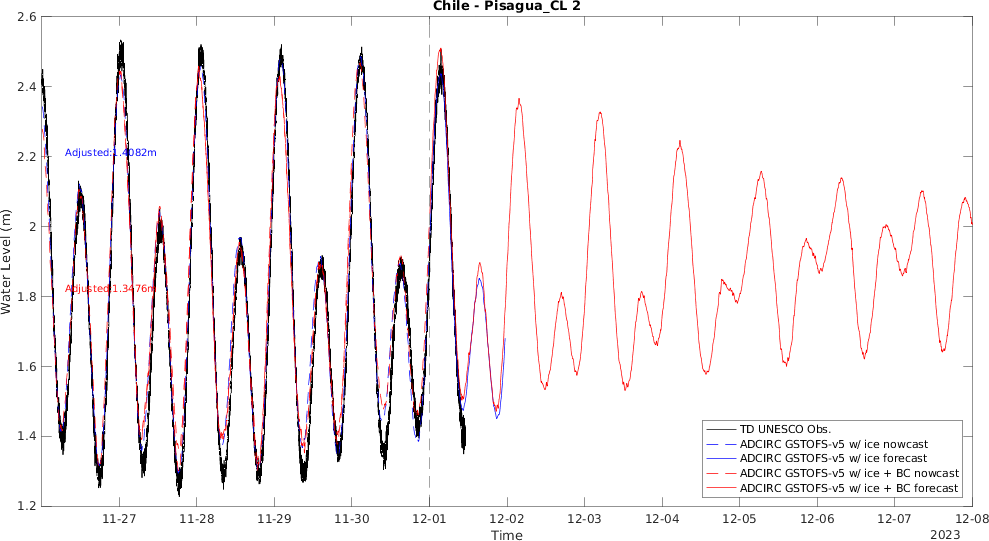 Chile - Pisagua_CL 2
Water Level (m)
2.6
2.4
2.2
2
1.8
1.6
1.4
1.2
Adjusted:1.4082m
Adjusted:1.3476m
TD UNESCO Obs.
ADCIRC GSTOFS-v5 w/ ice nowcast
ADCIRC GSTOFS-v5 w/ ice forecast
ADCIRC GSTOFS-v5 w/ ice + BC nowcast
ADCIRC GSTOFS-v5 w/ ice + BC forecast
11-27 11-28 11-29 11-30 12-01 12-02 12-03 12-04 12-05 12-06 12-07 12-08
Time
2023